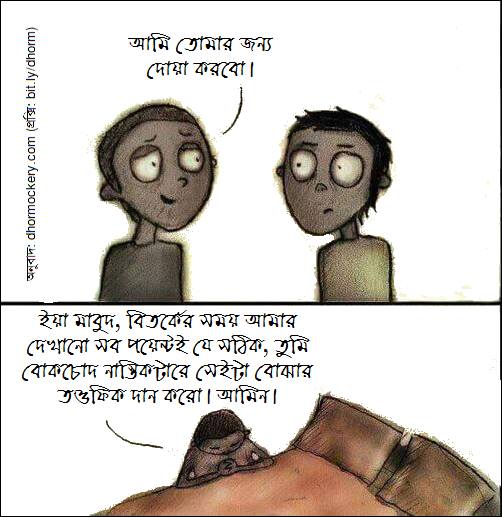 আমি তোমার জন্য
দোয়া করবো।
অনুবাদ: dhormockery.com (প্রক্সি: bit.ly/dhorm)
ইয়া মাবুদ, বিতর্কের সময় আমার
দেখানো সব পয়েন্টই যে সঠিক, তুমি
বোকচোদ নাস্তিকটারে সেইটা বোঝার
তওফিক দান করো। আমিন।